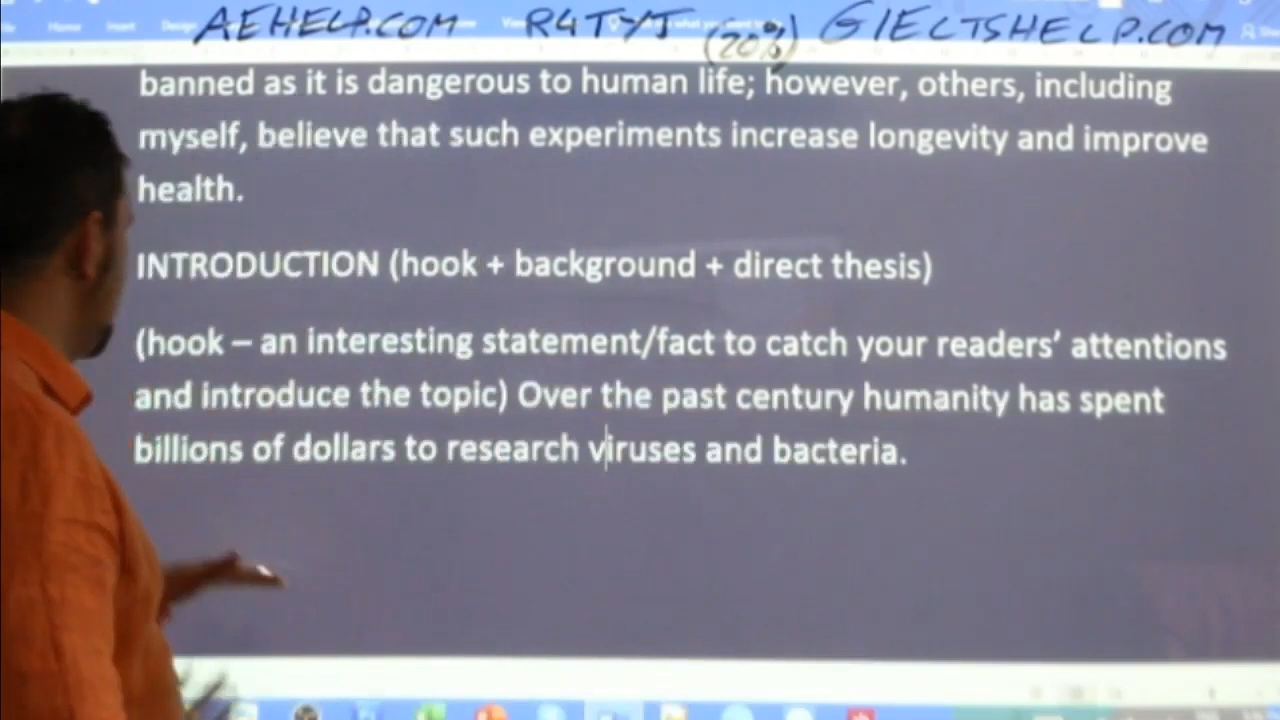 AEHELP.COM R4TYJ (20%) GIELTSHELP.COM
Home Insert Design
banned as it is dangerous to human life; however, others, including
myself, believe that such experiments increase longevity and improve
health.
INTRODUCTION (hook + background + direct thesis)
(hook – an interesting statement/fact to catch your readers’ attentions
and introduce the topic) Over the past century humanity has spent
billions of dollars to research viruses and bacteria.